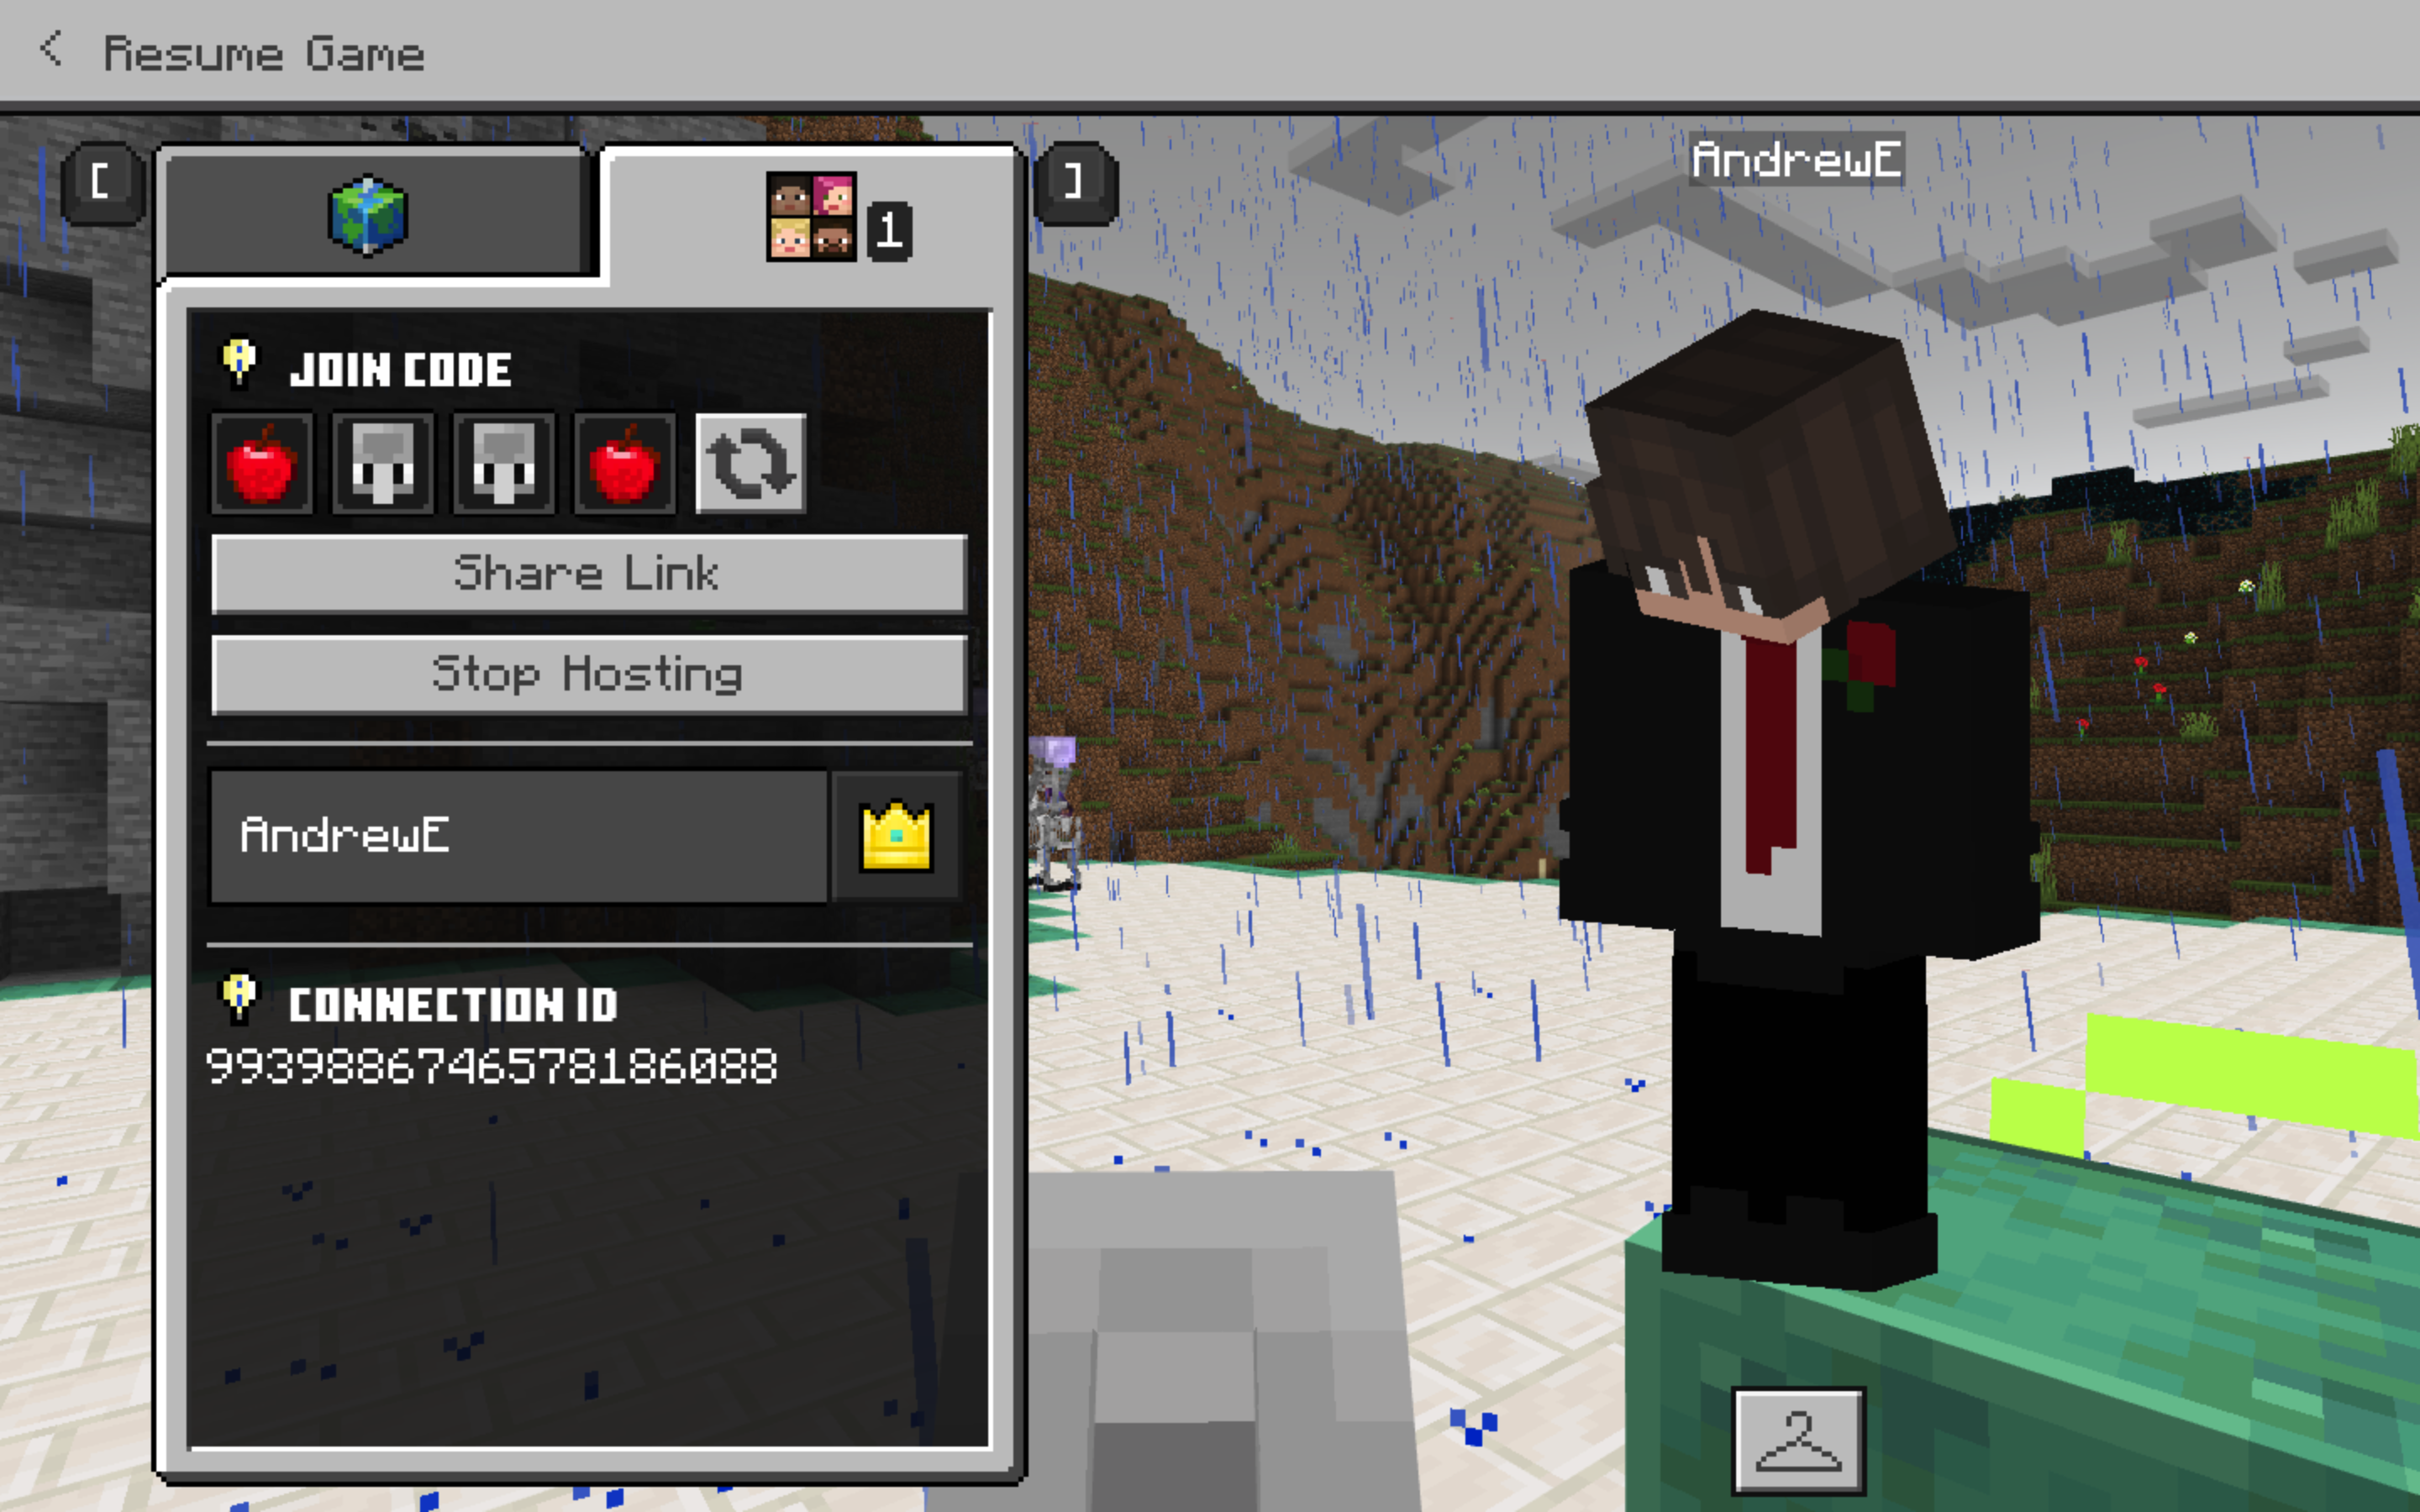 Resume Game
[
1
]
AndrewE
JOIN CODE
Share Link
Stop Hosting
AndrewE
CONNECTION ID
9939886746578186088